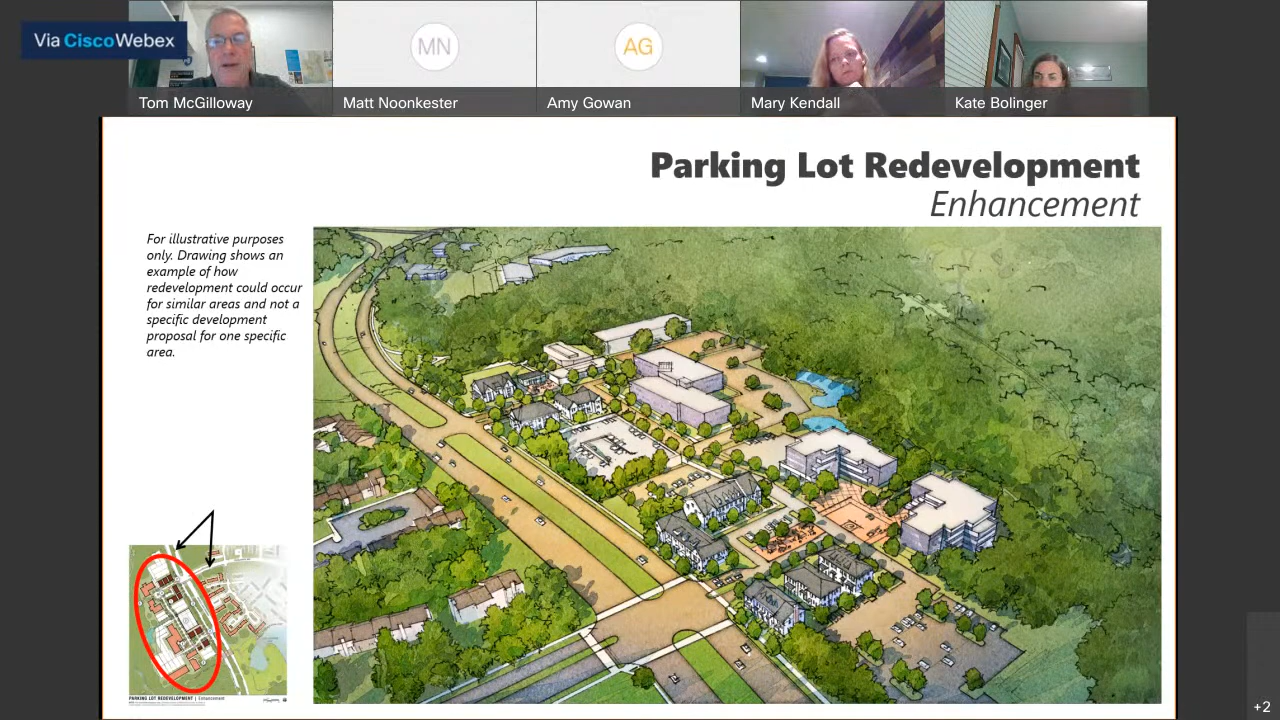 Via CiscoWebex
MN
AG
Tom McGilloway
Matt Noonkester
Amy Gowan
Mary Kendall
Kate Bolinger
Parking Lot Redevelopment
Enhancement
For illustrative purposes
only. Drawing shows an
example of how
redevelopment could occur
for similar areas and not a
specific development
proposal for one specific
area.
PARKING LOT REDEVELOPMENT | Enhancement
+2